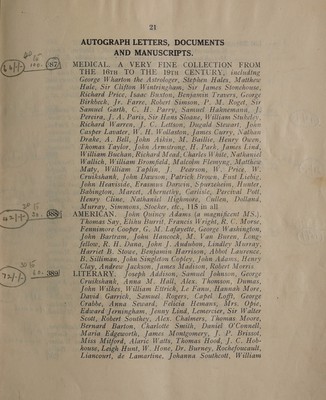 21
AUTOGRAPH LETTERS, DOCUMENTS
AND MANUSCRIPTS.
387 MEDICAL. A VERY FINE COLLECTION FROM
THE 16TH TO THE 19TH CENTURY, including
George Wharton the Astrologer, Stephen Hales, Matthew
Hale, Sir Clifton Wintringham, Sir James Stonehouse,
Richard Price, Isaac Buxton, Benjamin Travers, George
Birkbeck, Jr. Farre, Robert Simson, P. M. Roget, Sir
Samuel Garth, C. H. Parry, Samuel Hahnemann, J.
Pereira, J. A. Paris, Sir Hans Sloane, William Stukeley,
Richard Warren, J. C. Lettsom, Dugald Stewart, John
Caspar Lavater, W. H. Wollaston, James Curry, Nathan
Drake, A. Bell, John Aikin, M. Baillie, Henry Owen,
Thomas Taylor, John Armstrong, H. Park, James Lind,
William Buchan, Richard Mead, Charles White, Nathaniel
Wallich, William Bromfield, Malcolm Fleming, Matthew
Maty, William Taplin, J. Pearson, W. Price, W.
Cruikshank, John Dawson, Patrick Brown, Just Liebig,
John Heaviside, Erasmus Darwin, Spurzheim, Hunter,
Babington, Marcet, Abernethy, Carlisle, Percival Pott,
Henry Cline, Nathaniel Highmore, Cullen, Dolland,
Murray, Simmons, Stocker, etc., 115 in all
388 AMERICAN. John Quincy Adams (a magnificent MS.),
Thomas Say, Elihu Burrit, Francis Wright, R. C. Morse,
Fennimore Cooper, G. M. Lafayette, George Washington,
John Bartram, John Hancock, M. Van Buren, Long-
fellow, R. H. Dana, John J. Audubon, Lindley Murray,
Harriet B. Stowe, Benjamin Harrison, Abbot Laurence,
B. Silliman, John Singleton Copley, John Adams, Henry
Clay, Andrew Jackson, James Madison, Robert Morris
389 LITERARY. Joseph Addison, Samuel Johnson, George
Cruikshank, Anna M. Hall, Alex. Thomson, Dumas,
John Wilkes, William Ettrick, Le Fanu, Hannah More,
David Garrick, Samuel Rogers, Capel Lofft, George
Crabbe, Anna Seward, Felicia Hemans, Mrs. Opie,
Edward Jerningham, Jenny Lind, Lemercier, Sir Walter
Scott, Robert Southey, Alex. Chalmers, Thomas Moore,
Bernard Barton, Charlotte Smith, Daniel O'Connell,
Maria Edgeworth, James Montgomery, J. P. Brissot,
Miss Mitford, Alaric Watts, Thomas Hood, J. C. Hob-
house, Leigh Hunt, W. Hone, Dr. Burney, Rochefoucault,
Liancourt, de Lamartine, Johanna Southcott, William